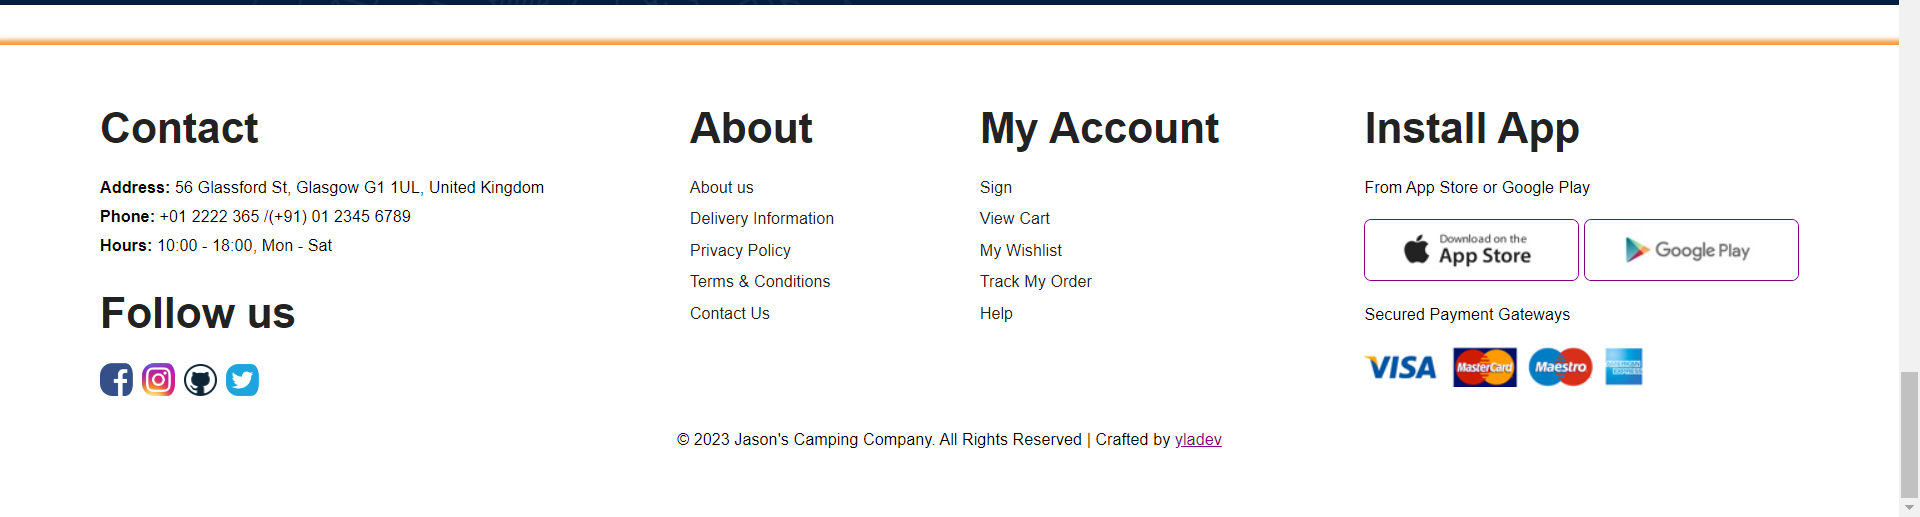 Contact
Address: 56 Glassford St, Glasgow G1 1UL, United Kingdom
Phone: +01 2222 365 /(+91) 01 2345 6789
Hours: 10:00 - 18:00, Mon - Sat
Follow us
About
About us
Delivery Information
Privacy Policy
Terms & Conditions
Contact Us
My Account
Sign
View Cart
My Wishlist
Track My Order
Help
Install App
From App Store or Google Play
Download on the
App Store
Google Play
Secured Payment Gateways
VISA
MasterCard
Maestro
AMERICAN
EXPRESS
© 2023 Jason's Camping Company. All Rights Reserved | Crafted by yladev